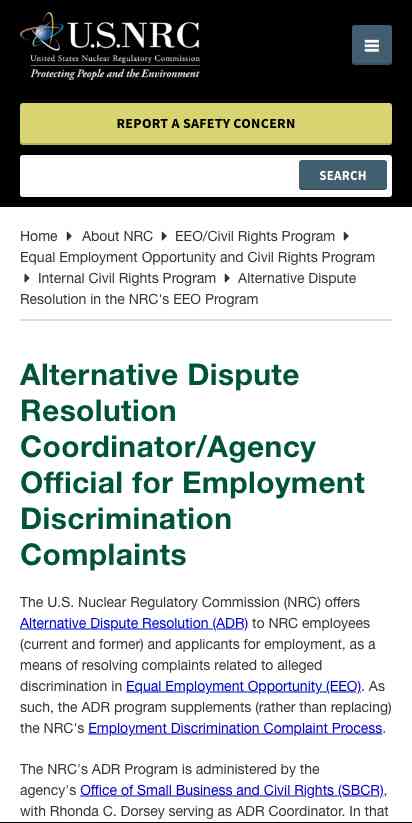 U.S.NRC
United States Nuclear Regulatory Commission
Protecting People and the Environment
REPORT A SAFETY CONCERN
SEARCH
Home About NRC EEO/Civil Rights Program
Equal Employment Opportunity and Civil Rights Program
Internal Civil Rights Program Alternative Dispute
Resolution in the NRC's EEO Program
Alternative Dispute
Resolution
Coordinator/Agency
Official for Employment
Discrimination
Complaints
The U.S. Nuclear Regulatory Commission (NRC) offers
Alternative Dispute Resolution (ADR) to NRC employees
(current and former) and applicants for employment, as a
means of resolving complaints related to alleged
discrimination in Equal Employment Opportunity (EEO). As
such, the ADR program supplements (rather than replacing)
the NRC's Employment Discrimination Complaint Process.
The NRC's ADR Program is administered by the
agency's Office of Small Business and Civil Rights (SBCR),
with Rhonda C. Dorsey serving as ADR Coordinator. In that